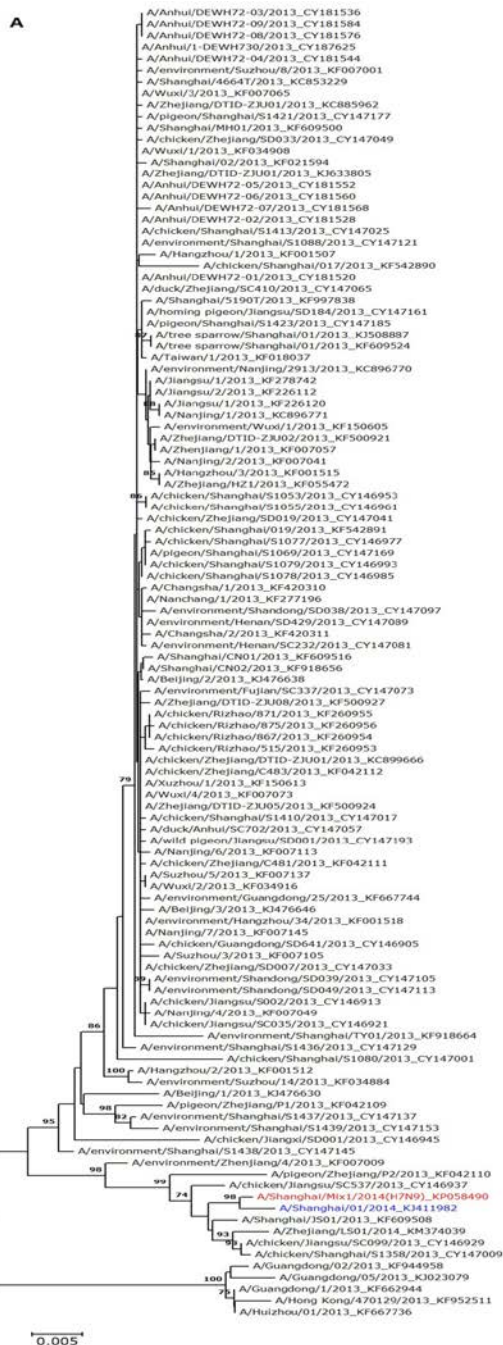 A
A/Anhui/DEWH72-03/2013_CY181536
A/Anhui/DEWH72-09/2013_CY181584
A/Anhui/DEWH72-08/2013_CY181576
A/Anhui/1-DEWH730/2013_CY187625
A/Anhui/DEWH72-04/2013_CY181544
A/environment/Suzhou/8/2013_KF007001
A/Shanghai/4664T/2013_KC853229
A/Wuxi/3/2013_KF007065
A/Zhejiang/DTID-ZJU01/2013_KC885962
A/pigeon/Shanghai/S1421/2013_CY147177
A/Shanghai/MH01/2013_KF609500
A/chicken/Zhejiang/SD033/2013_CY147049
A/Wuxi/1/2013_KF034908
A/Shanghai/02/2013_KF021594
A/Zhejiang/DTID-ZJU01/2013_KJ633805
A/Anhui/DEWH72-05/2013_CY181552
A/Anhui/DEWH72-06/2013_CY181560
A/Anhui/DEWH72-07/2013_CY181568
A/Anhui/DEWH72-02/2013_CY181528
A/chicken/Shanghai/S1413/2013_CY147025
A/environment/Shanghai/S1088/2013_CY147121
A/Hangzhou/1/2013_KF001507
A/chicken/Shanghai/017/2013_KF542890
A/Anhui/DEWH72-01/2013_CY181520
A/duck/Zhejiang/SC410/2013_CY147065
A/Shanghai/5190T/2013_KF997838
A/homing pigeon/Jiangsu/SD184/2013_CY147161
A/pigeon/Shanghai/S1423/2013_CY147185
A/tree sparrow/Shanghai/01/2013_KJ508887
A/tree sparrow/Shanghai/01/2013_KF609524
A/Taiwan/1/2013_KF018037
A/environment/Nanjing/2913/2013_KC896770
A/Jiangsu/1/2013_KF278742
A/Jiangsu/2/2013_KF226112
A/Jiangsu/1/2013_KF226120
A/Nanjing/1/2013_KC896771
A/environment/Wuxi/1/2013_KF150605
A/Zhejiang/DTID-ZJU02/2013_KF500921
A/Zhenjiang/1/2013_KF007057
A/Nanjing/2/2013_KF007041
85 A/Hangzhou/3/2013_KF001515
A/Zhejiang/HZ1/2013_KF055472
86 A/chicken/Shanghai/S1053/2013_CY146953
A/chicken/Shanghai/S1055/2013_CY146961
A/chicken/Zhejiang/SD019/2013_CY147041
A/chicken/Shanghai/019/2013_KF542891
A/chicken/Shanghai/S1077/2013_CY146977
A/pigeon/Shanghai/S1069/2013_CY147169
A/chicken/Shanghai/S1079/2013_CY146993
A/chicken/Shanghai/S1078/2013_CY146985
A/Changsha/1/2013_KF420310
A/Nanchang/1/2013_KF277196
A/environment/Shandong/SD038/2013_CY147097
A/environment/Henan/SD429/2013_CY147089
A/Changsha/2/2013_KF420311
A/environment/Henan/SC232/2013_CY147081
A/Shanghai/CN01/2013_KF609516
A/Shanghai/CN02/2013_KF918656
A/Beijing/2/2013_KJ476638
A/environment/Fujian/SC337/2013_CY147073
A/Zhejiang/DTID-ZJU08/2013_KF500927
A/chicken/Rizhao/871/2013_KF260955
A/chicken/Rizhao/875/2013_KF260956
A/chicken/Rizhao/867/2013_KF260954
A/chicken/Rizhao/515/2013_KF260953
A/chicken/Zhejiang/DTID-ZJU01/2013_KC899666
A/chicken/Zhejiang/C483/2013_KF042112
79 A/Xuzhou/1/2013_KF150613
A/Wuxi/4/2013_KF007073
A/Zhejiang/DTID-ZJU05/2013_KF500924
A/chicken/Shanghai/S1410/2013_CY147017
A/duck/Anhui/SC702/2013_CY147057
A/wild pigeon/Jiangsu/SD001/2013_CY147193
A/Nanjing/6/2013_KF007113
A/chicken/Zhejiang/C481/2013_KF042111
A/Suzhou/5/2013_KF007137
A/Wuxi/2/2013_KF034916
A/environment/Guangdong/25/2013_KF667744
A/Beijing/3/2013_KJ476646
A/environment/Hangzhou/34/2013_KF001518
A/Nanjing/7/2013_KF007145
A/chicken/Guangdong/SD641/2013_CY146905
A/Suzhou/3/2013_KF007105
A/chicken/Zhejiang/SD007/2013_CY147033
A/environment/Shandong/SD039/2013_CY147105
A/environment/Shandong/SD049/2013_CY147113
A/chicken/Jiangsu/S002/2013_CY146913
A/Nanjing/4/2013_KF007049
A/chicken/Jiangsu/SC035/2013_CY146921
86 A/environment/Shanghai/TY01/2013_KF918664
A/environment/Shanghai/S1436/2013_CY147129
A/chicken/Shanghai/S1080/2013_CY147001
100 A/Hangzhou/2/2013_KF001512
A/environment/Suzhou/14/2013_KF034884
A/Beijing/1/2013_KJ476630
98 A/pigeon/Zhejiang/P1/2013_KF042109
82 A/environment/Shanghai/S1437/2013_CY147137
A/environment/Shanghai/S1439/2013_CY147153
95 A/chicken/Jiangxi/SD001/2013_CY146945
A/environment/Shanghai/S1438/2013_CY147145
98 A/environment/Zhenjiang/4/2013_KF007009
A/pigeon/Zhejiang/P2/2013_KF042110
99 A/chicken/Jiangsu/SC537/2013_CY146937
74 98 A/Shanghai/Mix1/2014(H7N9)_KP058490
A/Shanghai/01/2014_KJ411982
A/Shanghai/JS01/2013_KF609508
93 A/Zhejiang/LS01/2014_KM374039
A/chicken/Jiangsu/SC099/2013_CY146929
A/chicken/Shanghai/S1358/2013_CY147009
A/Guangdong/02/2013_KF944958
100 A/Guangdong/05/2013_KJ023079
75 A/Guangdong/1/2013_KF662944
A/Hong Kong/470129/2013_KF952511
A/Huizhou/01/2013_KF667736
0.005